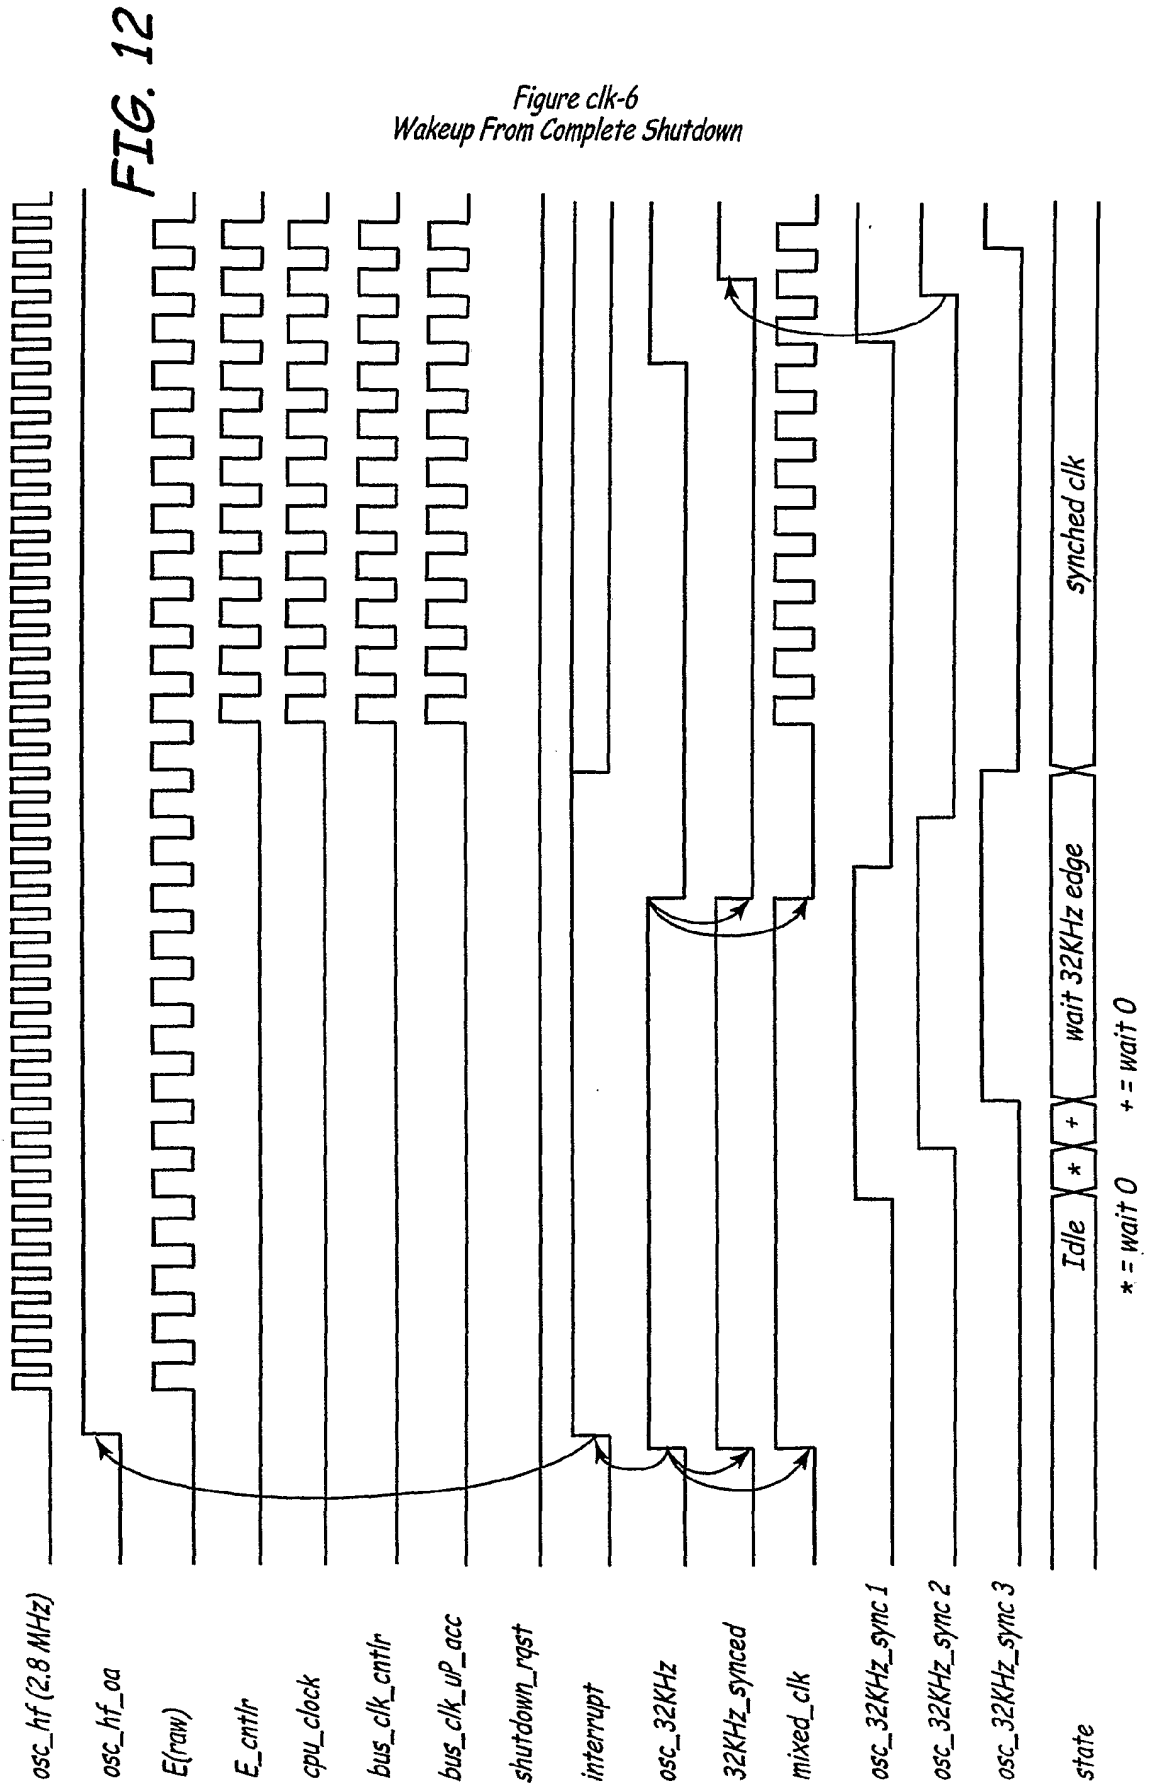 FIG. 12
Figure clk-6
Wakeup From Complete Shutdown
osc_hf (2.8 MHz)
osc_hf_oa
E(raw)
E_cntlr
cpu_clock
bus_clk_cntlr
bus_clk_uP_acc
shutdown_rqst
interrupt
osc_32KHz
32KHz_synced
mixed_clk
osc_32KHz_sync 1
osc_32KHz_sync 2
osc_32KHz_sync 3
state
Idle
*
+
wait 32KHz edge
synched clk
* = wait 0
+ = wait 0